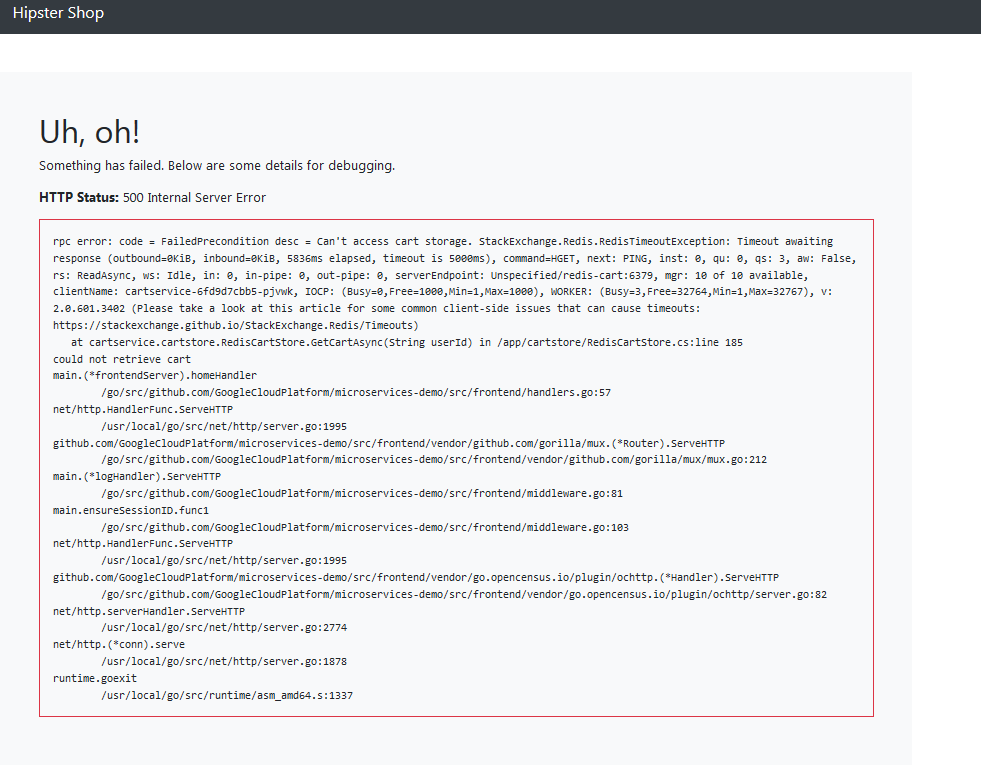 Hipster Shop
Uh, oh!
Something has failed. Below are some details for debugging.
HTTP Status: 500 Internal Server Error
rpc error: code = FailedPrecondition desc = Can't access cart storage. StackExchange.Redis.RedisTimeoutException: Timeout awaiting
response (outbound=0KiB, inbound=0KiB, 5836ms elapsed, timeout is 5000ms), command=HGET, next: PING, inst: 0, qu: 0, qs: 3, aw: False,
rs: ReadAsync, ws: Idle, in: 0, in-pipe: 0, out-pipe: 0, serverEndpoint: Unspecified/redis-cart:6379, mgr: 10 of 10 available,
clientName: cartservice-6fd9d7cbb5-pjvwk, IOCP: (Busy=0,Free=1000,Min=1,Max=1000), WORKER: (Busy=3,Free=32764,Min=1,Max=32767), v:
2.0.601.3402 (Please take a look at this article for some common client-side issues that can cause timeouts:
https://stackexchange.github.io/StackExchange.Redis/Timeouts)
   at cartservice.cartstore.RedisCartStore.GetCartAsync(String userId) in /app/cartstore/RedisCartStore.cs:line 185
could not retrieve cart
main.(*frontendServer).homeHandler
        /go/src/github.com/GoogleCloudPlatform/microservices-demo/src/frontend/handlers.go:57
net/http.HandlerFunc.ServeHTTP
        /usr/local/go/src/net/http/server.go:1995
github.com/GoogleCloudPlatform/microservices-demo/src/frontend/vendor/github.com/gorilla/mux.(*Router).ServeHTTP
        /go/src/github.com/GoogleCloudPlatform/microservices-demo/src/frontend/vendor/github.com/gorilla/mux/mux.go:212
main.(*logHandler).ServeHTTP
        /go/src/github.com/GoogleCloudPlatform/microservices-demo/src/frontend/middleware.go:81
main.ensureSessionID.func1
        /go/src/github.com/GoogleCloudPlatform/microservices-demo/src/frontend/middleware.go:103
net/http.HandlerFunc.ServeHTTP
        /usr/local/go/src/net/http/server.go:1995
github.com/GoogleCloudPlatform/microservices-demo/src/frontend/vendor/go.opencensus.io/plugin/ochttp.(*Handler).ServeHTTP
        /go/src/github.com/GoogleCloudPlatform/microservices-demo/src/frontend/vendor/go.opencensus.io/plugin/ochttp/server.go:82
net/http.serverHandler.ServeHTTP
        /usr/local/go/src/net/http/server.go:2774
net/http.(*conn).serve
        /usr/local/go/src/net/http/server.go:1878
runtime.goexit
        /usr/local/go/src/runtime/asm_amd64.s:1337